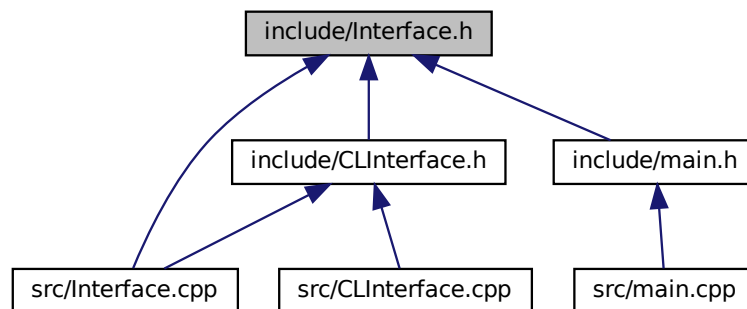 include/Interface.h
include/CLInterface.h
include/main.h
src/Interface.cpp
src/CLInterface.cpp
src/main.cpp